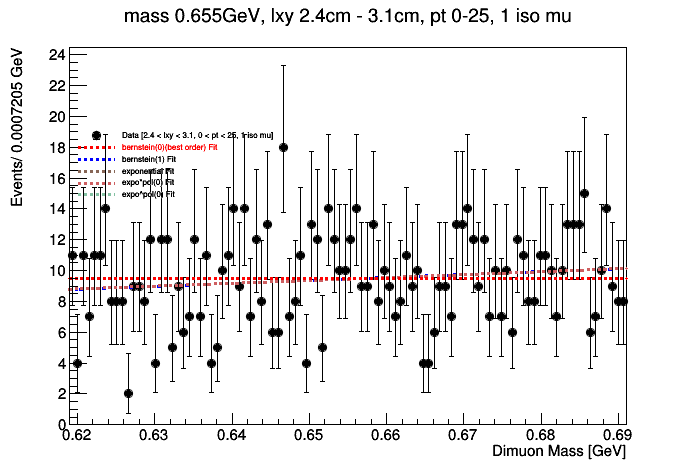 mass 0.655GeV, lxy 2.4cm - 3.1cm, pt 0-25, 1 iso mu
Events/ 0.0007205 GeV
24
22
20
18
16
14
12
10
8
6
4
2
0
Data [2.4 < lxy < 3.1, 0 < pt < 25, 1 iso mu]
bernstein(0)(best order) Fit
bernstein(1) Fit
exponential Fit
expo*pol(0) Fit
expo*pol(0) Fit
0.62 0.63 0.64 0.65 0.66 0.67 0.68 0.69
Dimuon Mass [GeV]